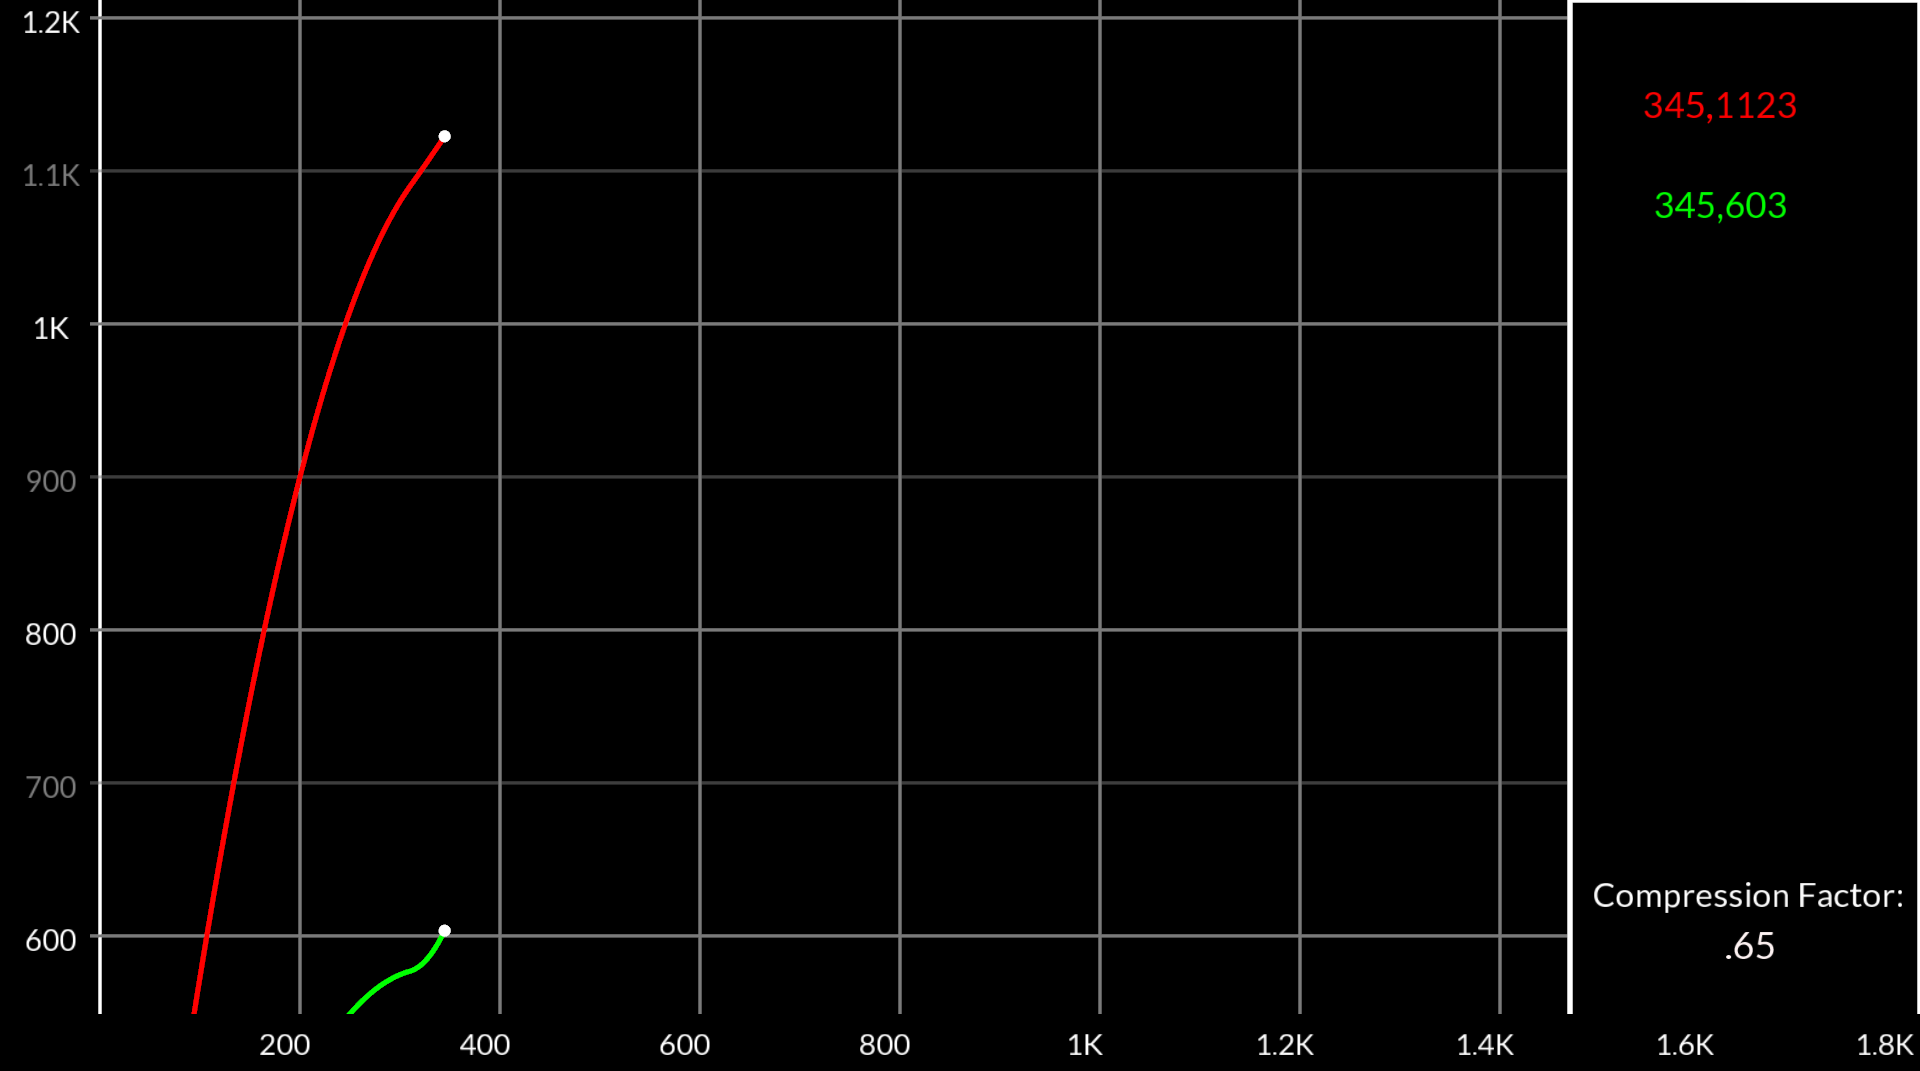 1.2K
1.1K
1K
900
800
700
600
200 400 600 800 1K 1.2K 1.4K 1.6K 1.8K
345,1123
345,603
Compression Factor:
.65